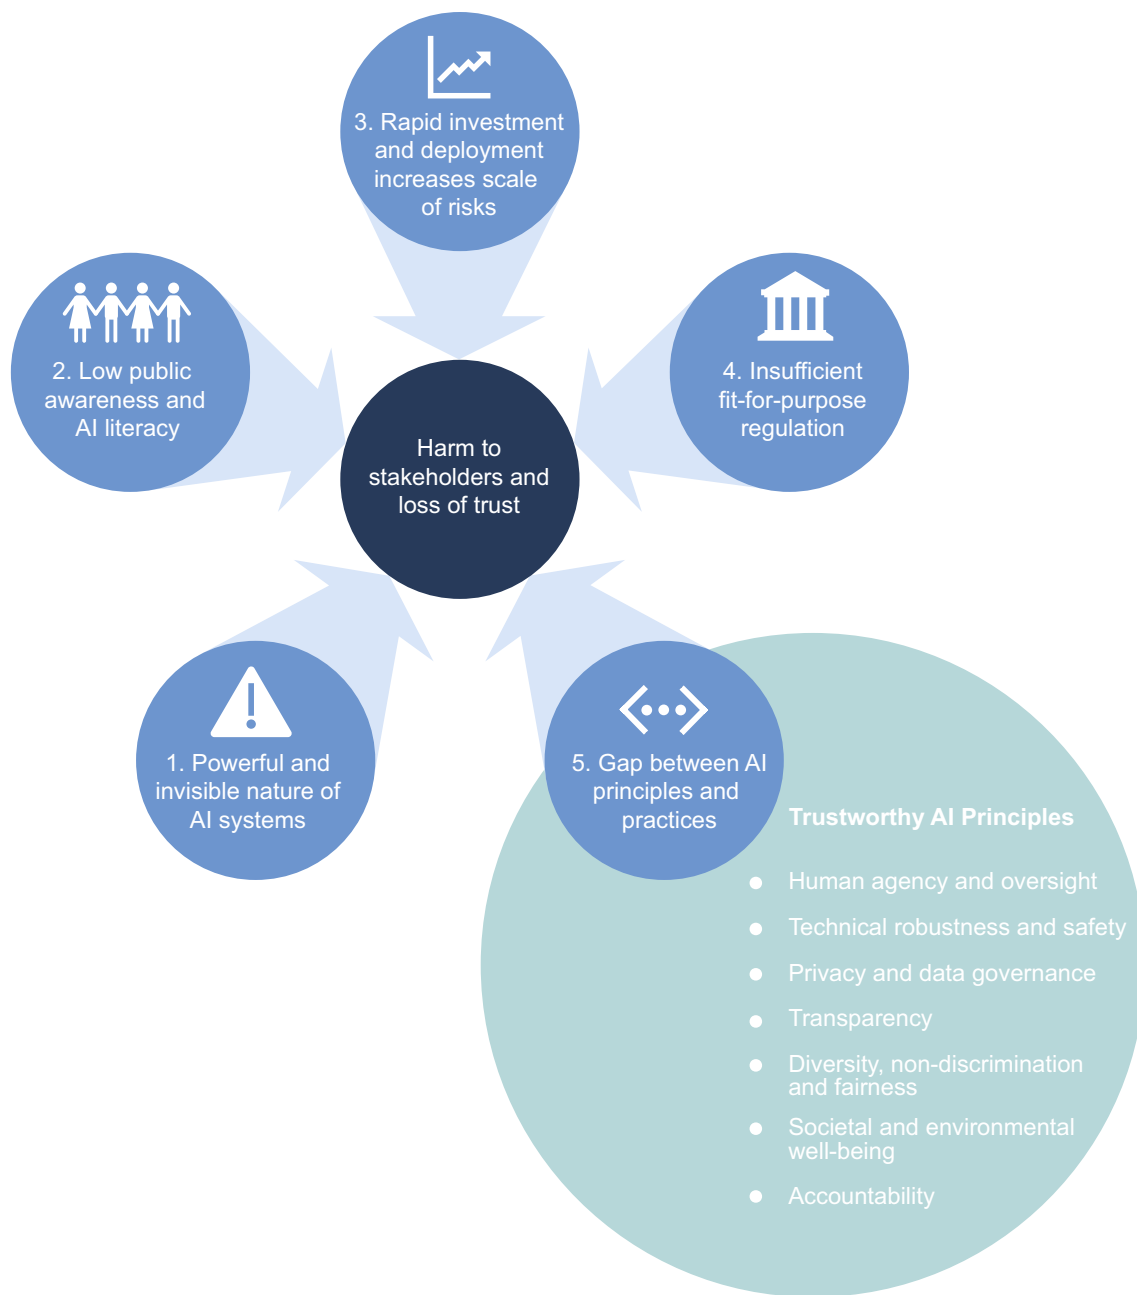 3. Rapid investment
and deployment
increases scale
of risks
2. Low public
awareness and
AI literacy
4. Insufficient
fit-for-purpose
regulation
Harm to
stakeholders and
loss of trust
1. Powerful and
invisible nature of
AI systems
5. Gap between AI
principles and
practices
Trustworthy AI Principles
Human agency and oversight
Technical robustness and safety
Privacy and data governance
Transparency
Diversity, non-discrimination
and fairness
Societal and environmental
well-being
Accountability